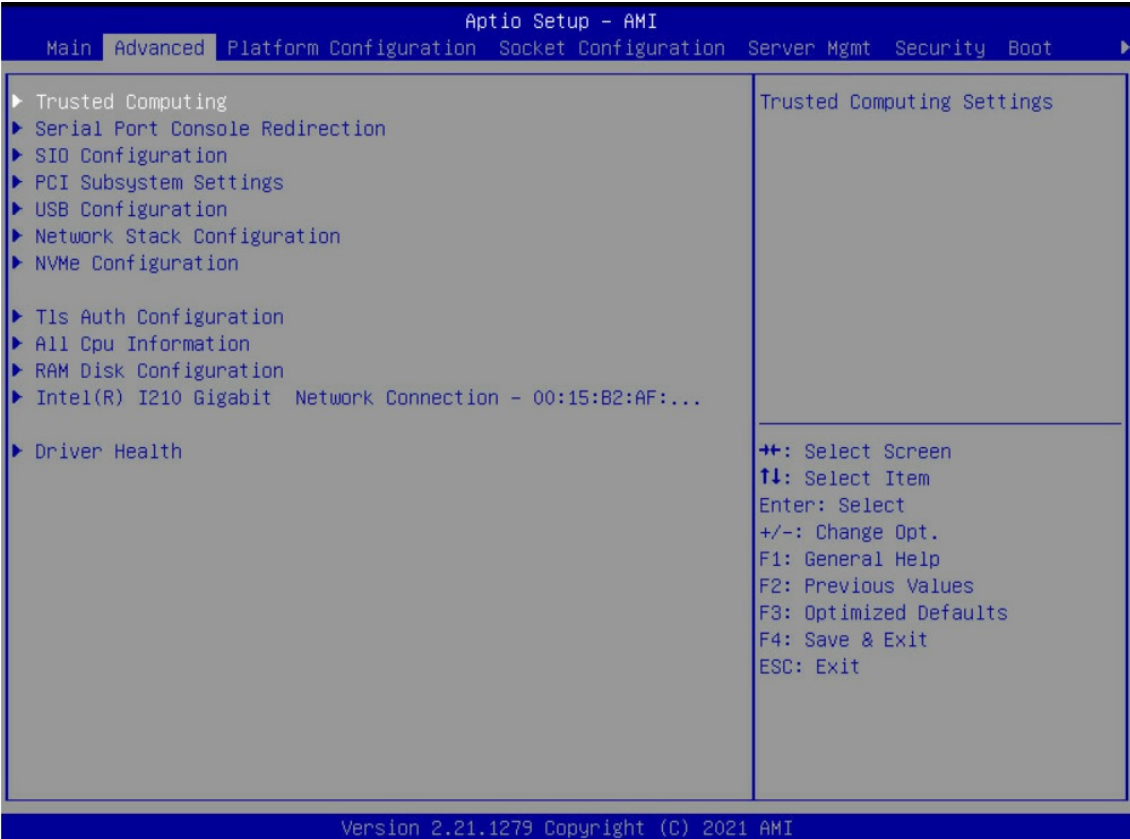 Aptio Setup – AMI
Main Advanced Platform Configuration Socket Configuration Server Mgmt Security Boot
Trusted Computing
Serial Port Console Redirection
SIO Configuration
PCI Subsystem Settings
USB Configuration
Network Stack Configuration
NVMe Configuration
Tls Auth Configuration
All Cpu Information
RAM Disk Configuration
Intel(R) I210 Gigabit  Network Connection – 00:15:B2:AF:...
Driver Health
Trusted Computing Settings
→←: Select Screen
↑↓: Select Item
Enter: Select
+/-: Change Opt.
F1: General Help
F2: Previous Values
F3: Optimized Defaults
F4: Save & Exit
ESC: Exit
Version 2.21.1279 Copyright (C) 2021 AMI